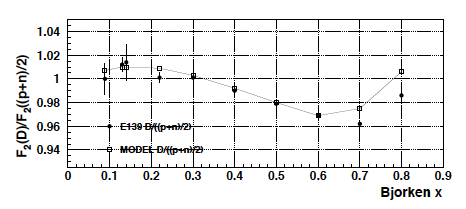 F2(D)/F2((p+n)/2)
1.04
1.02
1
0.98
0.96
0.94
E139 D/((p+n)/2)
MODEL D/((p+n)/2)
0 0.1 0.2 0.3 0.4 0.5 0.6 0.7 0.8 0.9
Bjorken x